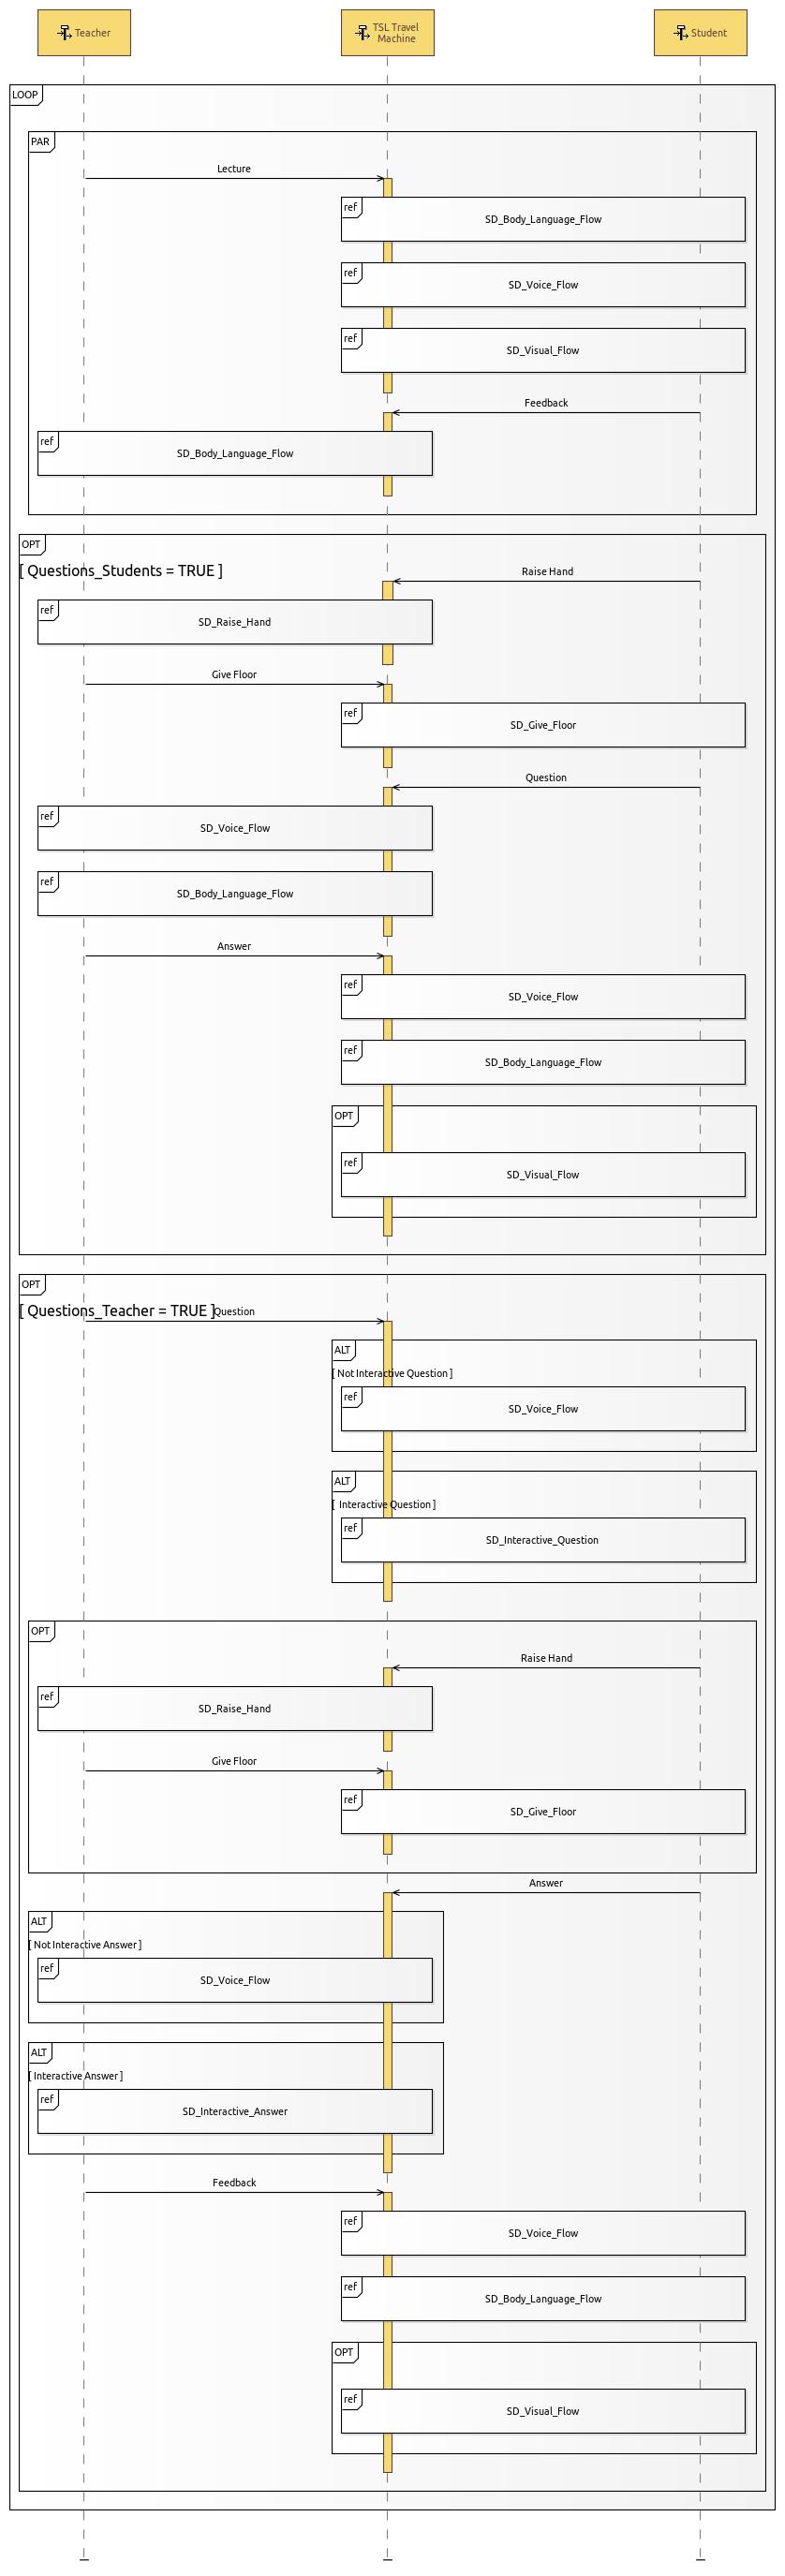 Teacher
TSL Travel
Machine
Student
LOOP
PAR
Lecture
ref
SD_Body_Language_Flow
ref
SD_Voice_Flow
ref
SD_Visual_Flow
Feedback
ref
SD_Body_Language_Flow
OPT
[ Questions_Students = TRUE ]
Raise Hand
ref
SD_Raise_Hand
Give Floor
ref
SD_Give_Floor
Question
ref
SD_Voice_Flow
ref
SD_Body_Language_Flow
Answer
ref
SD_Voice_Flow
ref
SD_Body_Language_Flow
OPT
ref
SD_Visual_Flow
OPT
[ Questions_Teacher = TRUE ]
Question
ALT
[ Not Interactive Question ]
ref
SD_Voice_Flow
ALT
[ Interactive Question ]
ref
SD_Interactive_Question
OPT
Raise Hand
ref
SD_Raise_Hand
Give Floor
ref
SD_Give_Floor
Answer
ALT
[ Not Interactive Answer ]
ref
SD_Voice_Flow
ALT
[ Interactive Answer ]
ref
SD_Interactive_Answer
Feedback
ref
SD_Voice_Flow
ref
SD_Body_Language_Flow
OPT
ref
SD_Visual_Flow